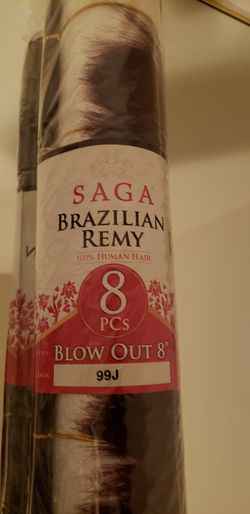 SAGA
BRAZILIAN
REMY
100% HUMAN HAIR
8
PCS
BLOW OUT 8"
99J